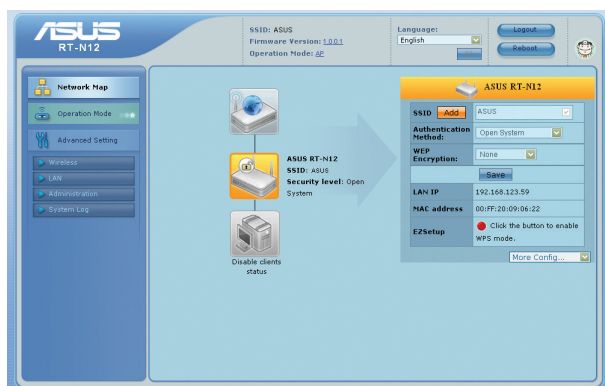 ASUS
RT-N12
SSID: ASUS
Firmware Version: 1.0.0.1
Operation Mode: AP
Language:
English
Logout
Reboot
Network Map
Operation Mode
Advanced Setting
Wireless
LAN
Administration
System Log
ASUS RT-N12
SSID: ASUS
Security level: Open
System
Disable clients
status
ASUS RT-N12
SSID Add ASUS
Authentication
Method: Open System
WEP
Encryption: None
Save
LAN IP 192.168.123.59
MAC address 00:FF:20:09:06:22
EZSetup Click the button to enable
WPS mode.
More Config...